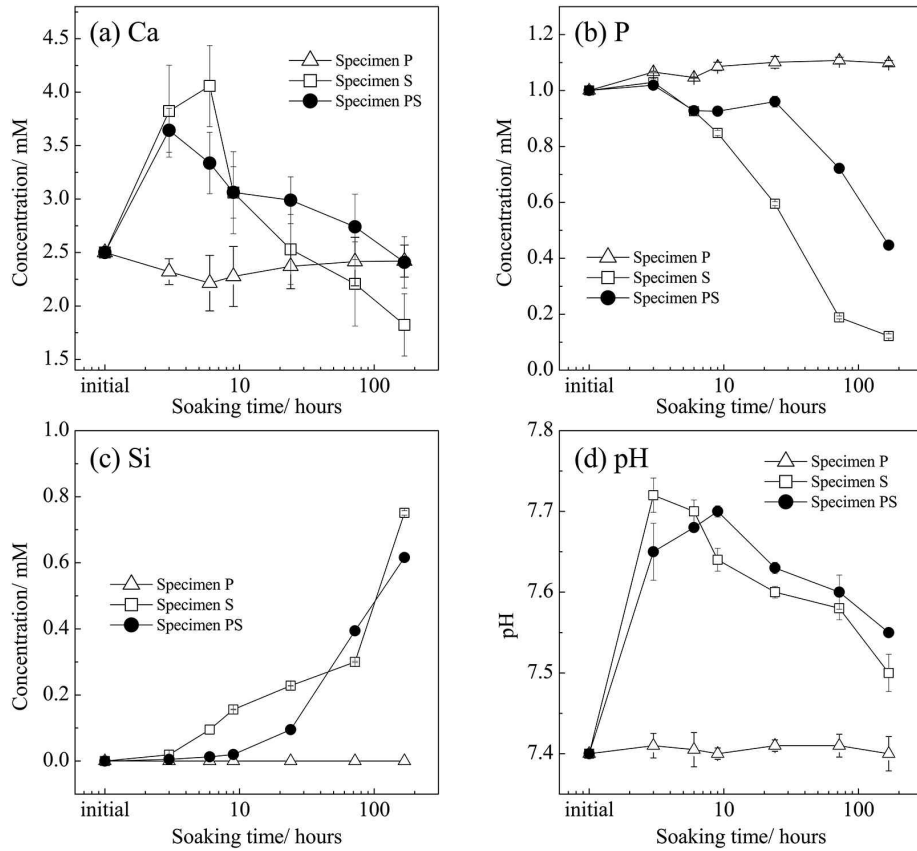 (a) Ca
Specimen P
Specimen S
Specimen PS
4.5
4.0
3.5
3.0
2.5
2.0
1.5
Concentration/ mM
initial 10 100
Soaking time/ hours
(b) P
1.2
1.0
0.8
0.6
0.4
0.2
0.0
Concentration/ mM
Specimen P
Specimen S
Specimen PS
initial 10 100
Soaking time/ hours
(c) Si
1.0
0.8
0.6
0.4
0.2
0.0
Concentration/ mM
Specimen P
Specimen S
Specimen PS
initial 10 100
Soaking time/ hours
(d) pH
Specimen P
Specimen S
Specimen PS
7.8
7.7
7.6
7.5
7.4
pH
initial 10 100
Soaking time/ hours